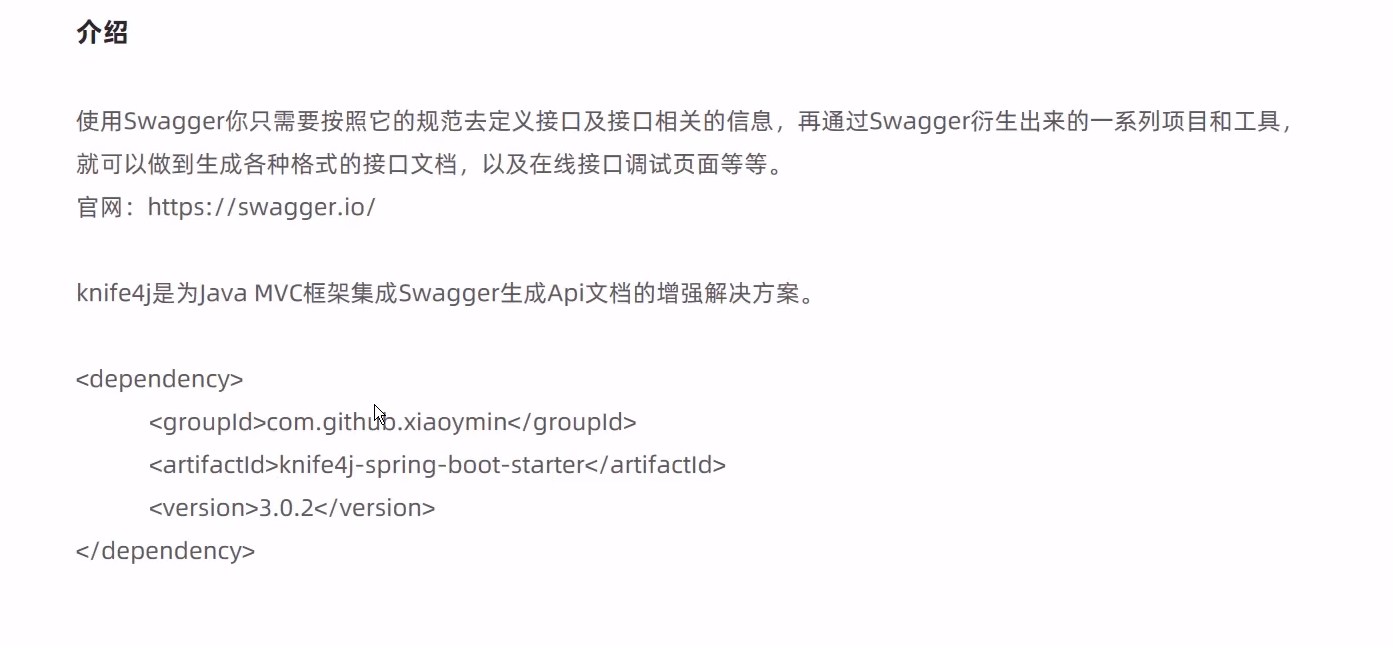 介绍
使用Swagger你只需要按照它的规范去定义接口及接口相关的信息，再通过Swagger衍生出来的一系列项目和工具，
就可以做到生成各种格式的接口文档，以及在线接口调试页面等等。
官网：https://swagger.io/
knife4j是为Java MVC框架集成Swagger生成Api文档的增强解决方案。
<dependency>
<groupId>com.github.xiaoymin</groupId>
<artifactId>knife4j-spring-boot-starter</artifactId>
<version>3.0.2</version>
</dependency>